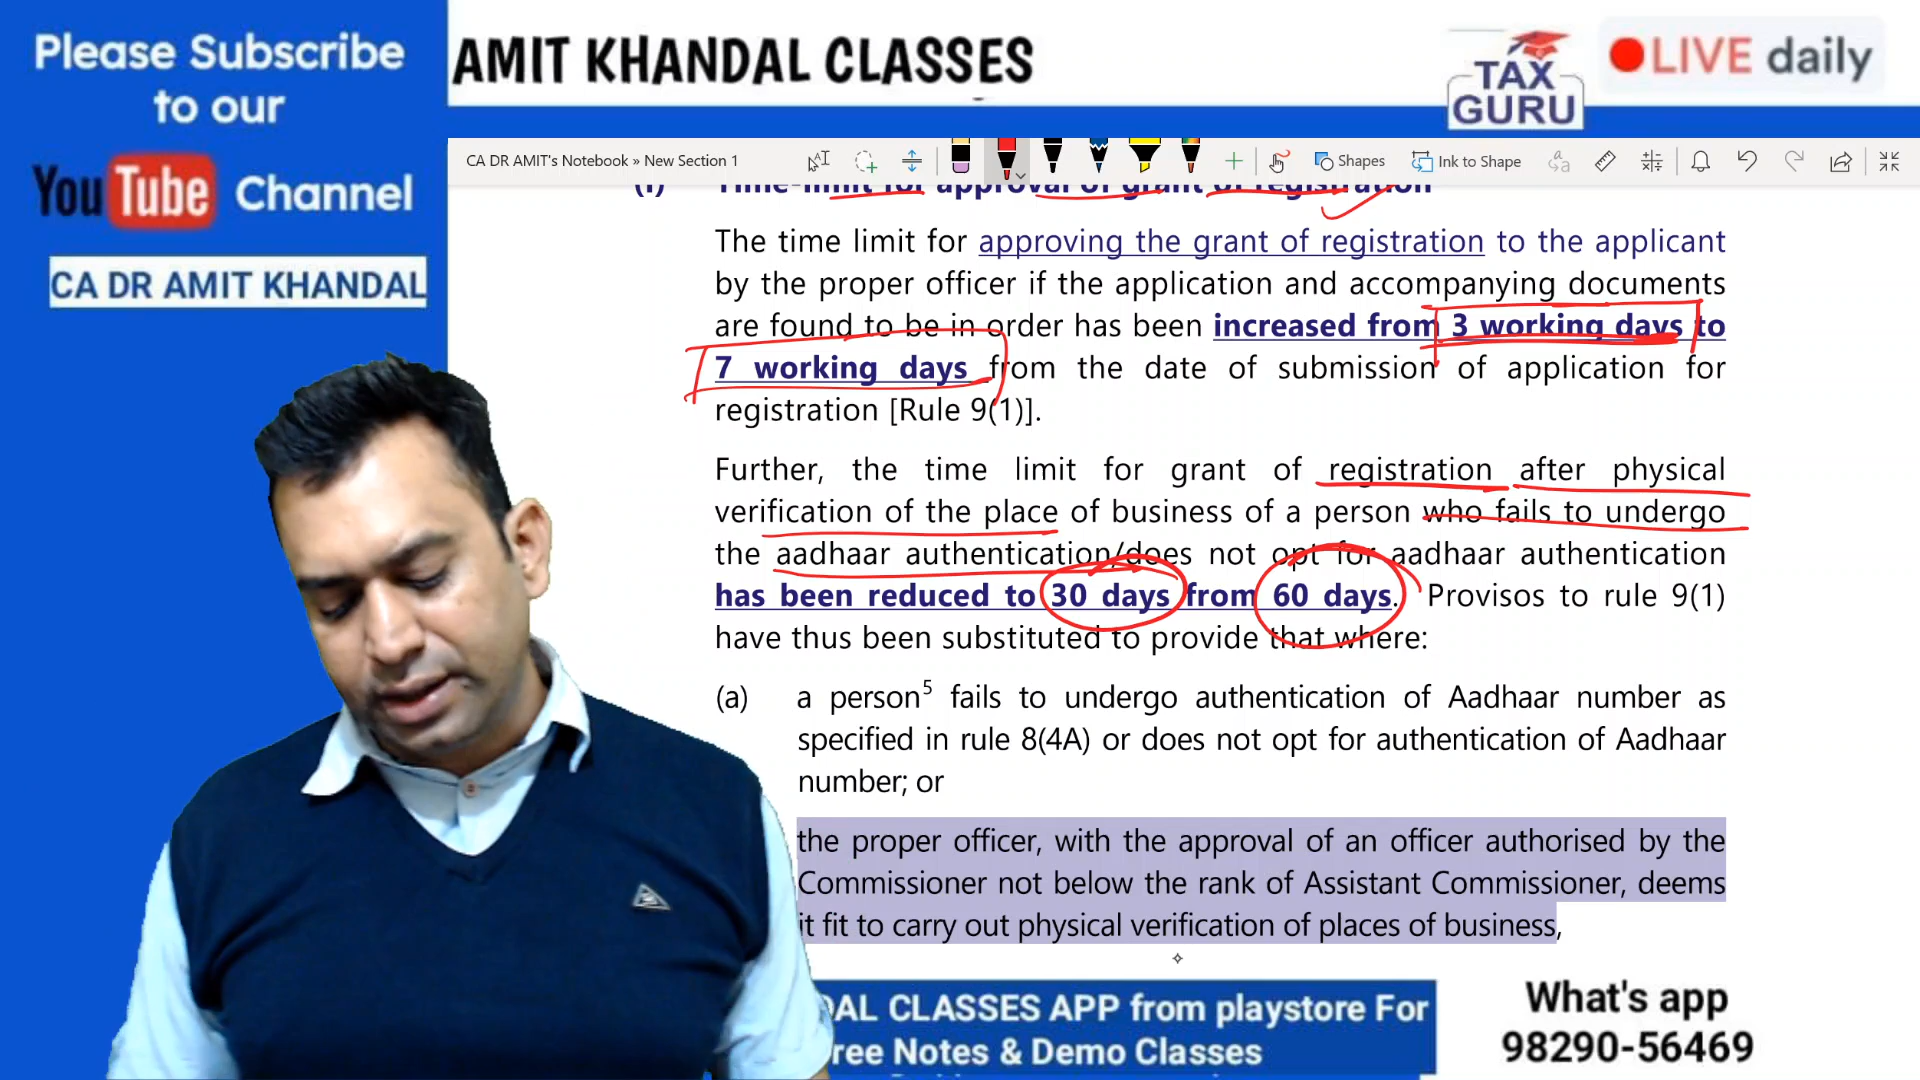 Please Subscribe
to our
YouTube Channel
CA DR AMIT KHANDAL
AMIT KHANDAL CLASSES
TAX
GURU
LIVE daily
CA DR AMIT's Notebook » New Section 1
Shapes
Ink to Shape
(i) Time-limit for approval of grant of registration
The time limit for approving the grant of registration to the applicant
by the proper officer if the application and accompanying documents
are found to be in order has been increased from 3 working days to
7 working days from the date of submission of application for
registration [Rule 9(1)].
Further, the time limit for grant of registration after physical
verification of the place of business of a person who fails to undergo
the aadhaar authentication/does not opt for aadhaar authentication
has been reduced to 30 days from 60 days. Provisos to rule 9(1)
have thus been substituted to provide that where:
(a) a person5 fails to undergo authentication of Aadhaar number as
specified in rule 8(4A) or does not opt for authentication of Aadhaar
number; or
the proper officer, with the approval of an officer authorised by the
Commissioner not below the rank of Assistant Commissioner, deems
it fit to carry out physical verification of places of business,
DAL CLASSES APP from playstore For
ree Notes & Demo Classes
What's app
98290-56469